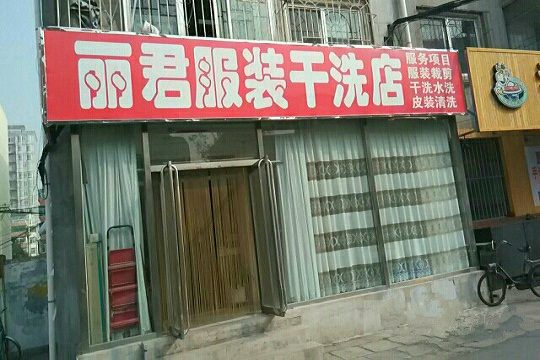 丽君服装干洗店
服务项目
服装裁剪
干洗水洗
皮装清洗